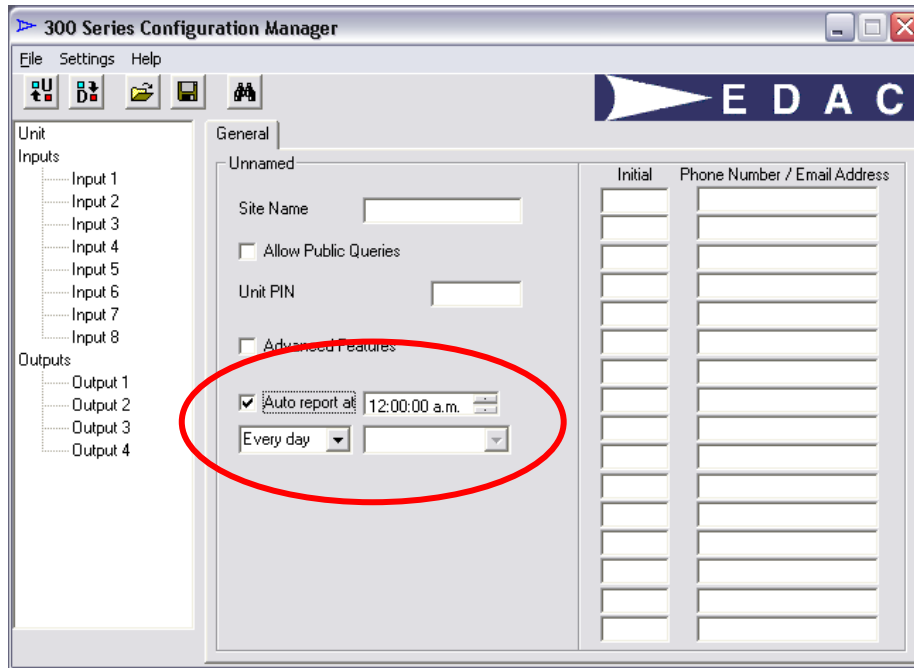 300 Series Configuration Manager
File Settings Help
EDAC
Unit
Inputs
Input 1
Input 2
Input 3
Input 4
Input 5
Input 6
Input 7
Input 8
Outputs
Output 1
Output 2
Output 3
Output 4
General
Unnamed
Site Name
Allow Public Queries
Unit PIN
Advanced Features
Auto report at 12:00:00 a.m.
Every day
Initial Phone Number / Email Address